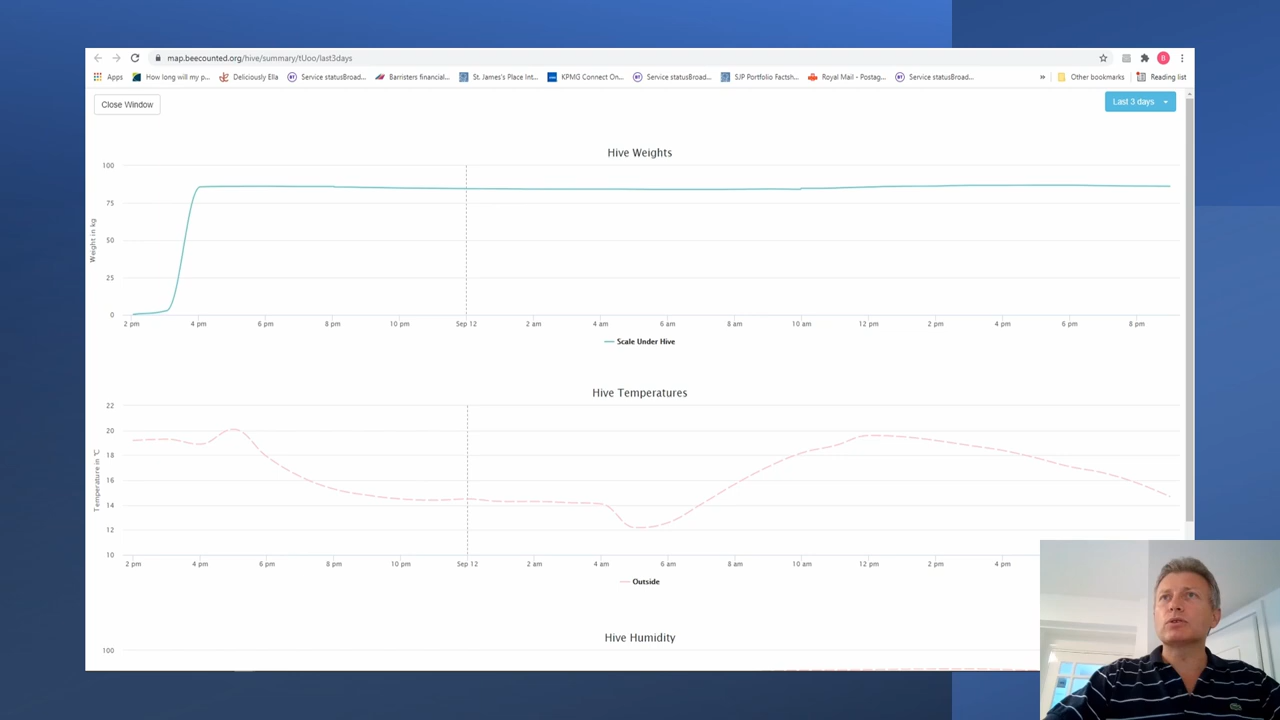 map.beecounted.org/hive/summary/tUoo/last3days
B
Apps How long will my p... Deliciously Ella Service statusBroad... Barristers financial... St. James's Place Int... KPMG Connect On... Service statusBroad... SJP Portfolio Factsh... Royal Mail - Postag... Service statusBroad... » Other bookmarks Reading list
Close Window
Last 3 days
Hive Weights
100
75
50
25
0
Weight in kg
2 pm 4 pm 6 pm 8 pm 10 pm Sep 12 2 am 4 am 6 am 8 am 10 am 12 pm 2 pm 4 pm 6 pm 8 pm
Scale Under Hive
Hive Temperatures
22
20
18
16
14
12
10
Temperature in °C
2 pm 4 pm 6 pm 8 pm 10 pm Sep 12 2 am 4 am 6 am 8 am 10 am 12 pm 2 pm 4 pm
Outside
Hive Humidity
100